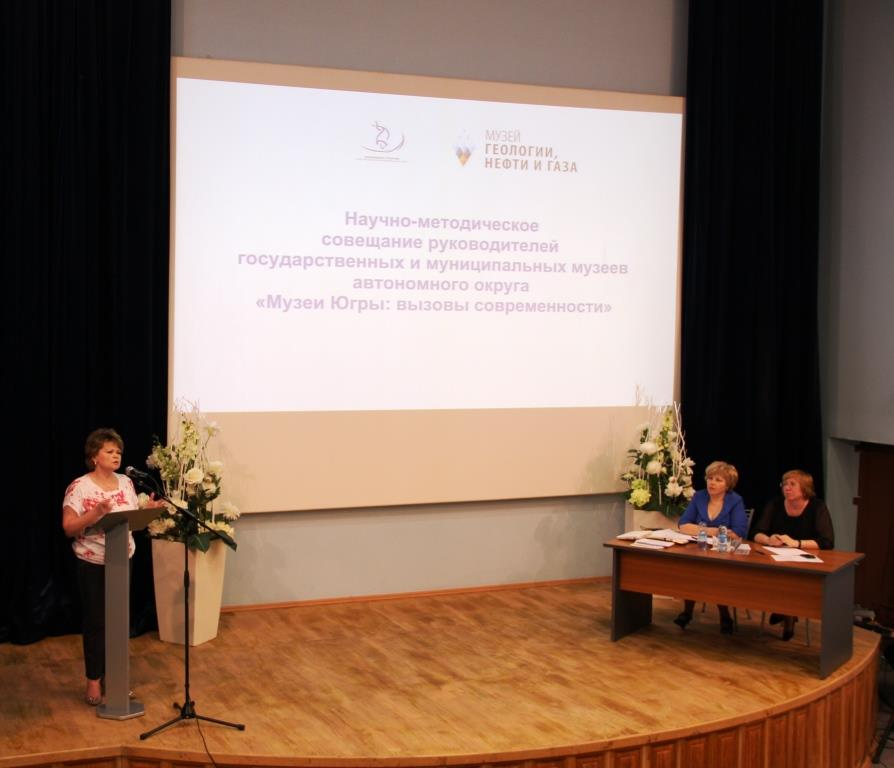 МУЗЕЙ
ГЕОЛОГИИ,
НЕФТИ И ГАЗА
Научно-методическое
совещание руководителей
государственных и муниципальных музеев
автономного округа
«Музеи Югры: вызовы современности»